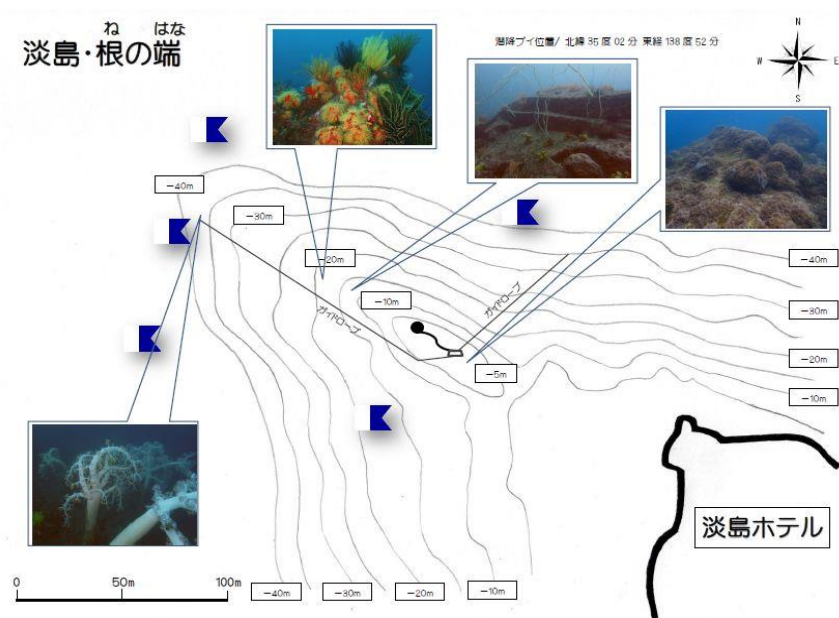 ね はな
淡島・根の端
潜降ブイ位置/ 北緯 35 度 02 分 東経 138 度 52 分
N
W E
S
-40m
-30m
-20m
-10m
-5m
ガイドロープ
ガイドロープ
-40m
-30m
-20m
-10m
淡島ホテル
0 50m 100m
-40m -30m -20m -10m